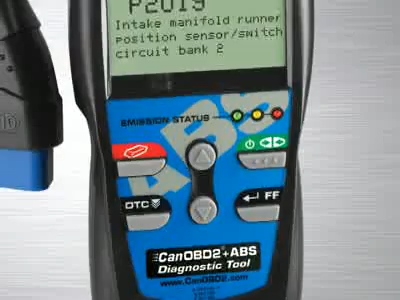 P2019
Intake manifold runner
position sensor/switch
circuit bank 2
EMISSION STATUS
ABS
DTC
FF
CanOBD2+ABS
Diagnostic Tool
www.CanOBD2.com